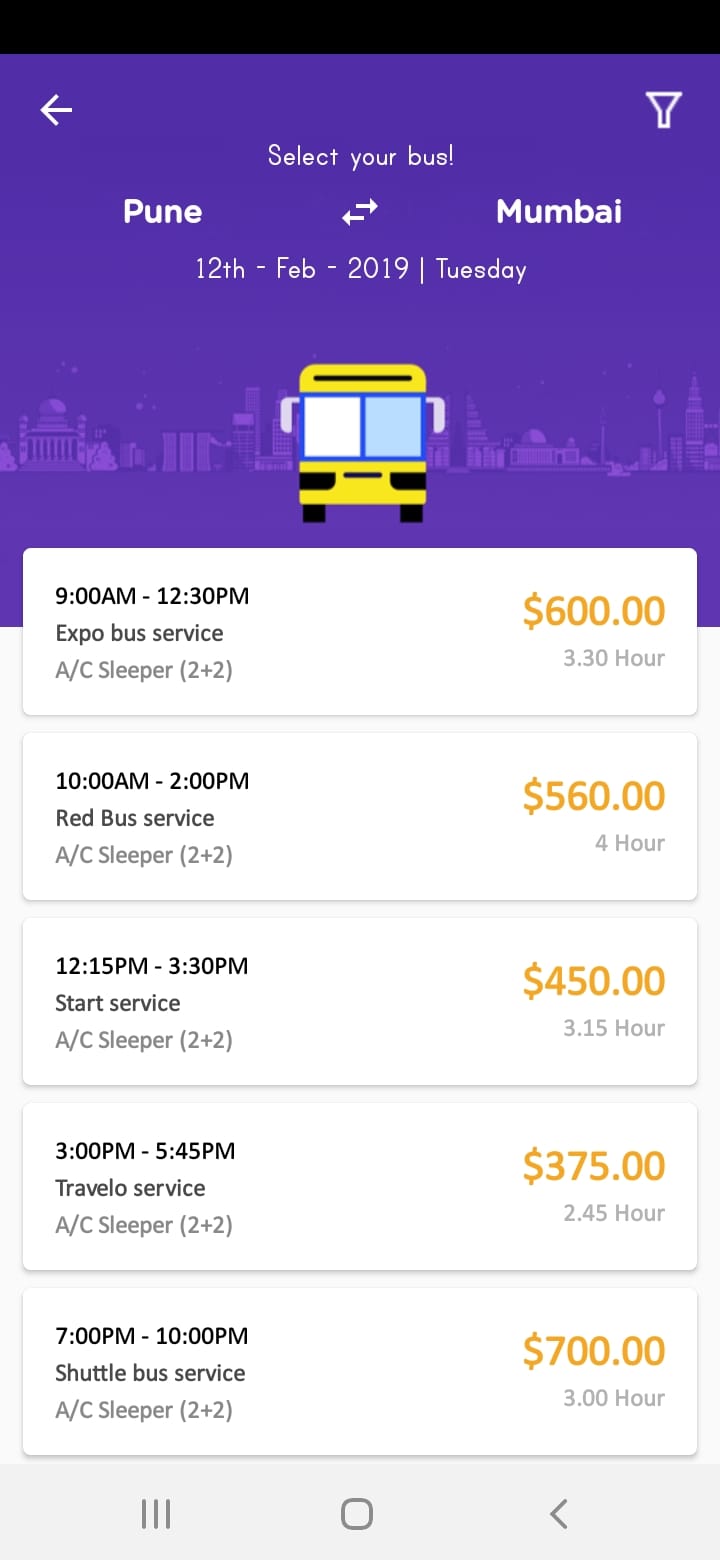 Select your bus!
Pune Mumbai
12th - Feb - 2019 | Tuesday
9:00AM - 12:30PM
$600.00
Expo bus service
3.30 Hour
A/C Sleeper (2+2)
10:00AM - 2:00PM
$560.00
Red Bus service
4 Hour
A/C Sleeper (2+2)
12:15PM - 3:30PM
$450.00
Start service
3.15 Hour
A/C Sleeper (2+2)
3:00PM - 5:45PM
$375.00
Travelo service
2.45 Hour
A/C Sleeper (2+2)
7:00PM - 10:00PM
$700.00
Shuttle bus service
3.00 Hour
A/C Sleeper (2+2)